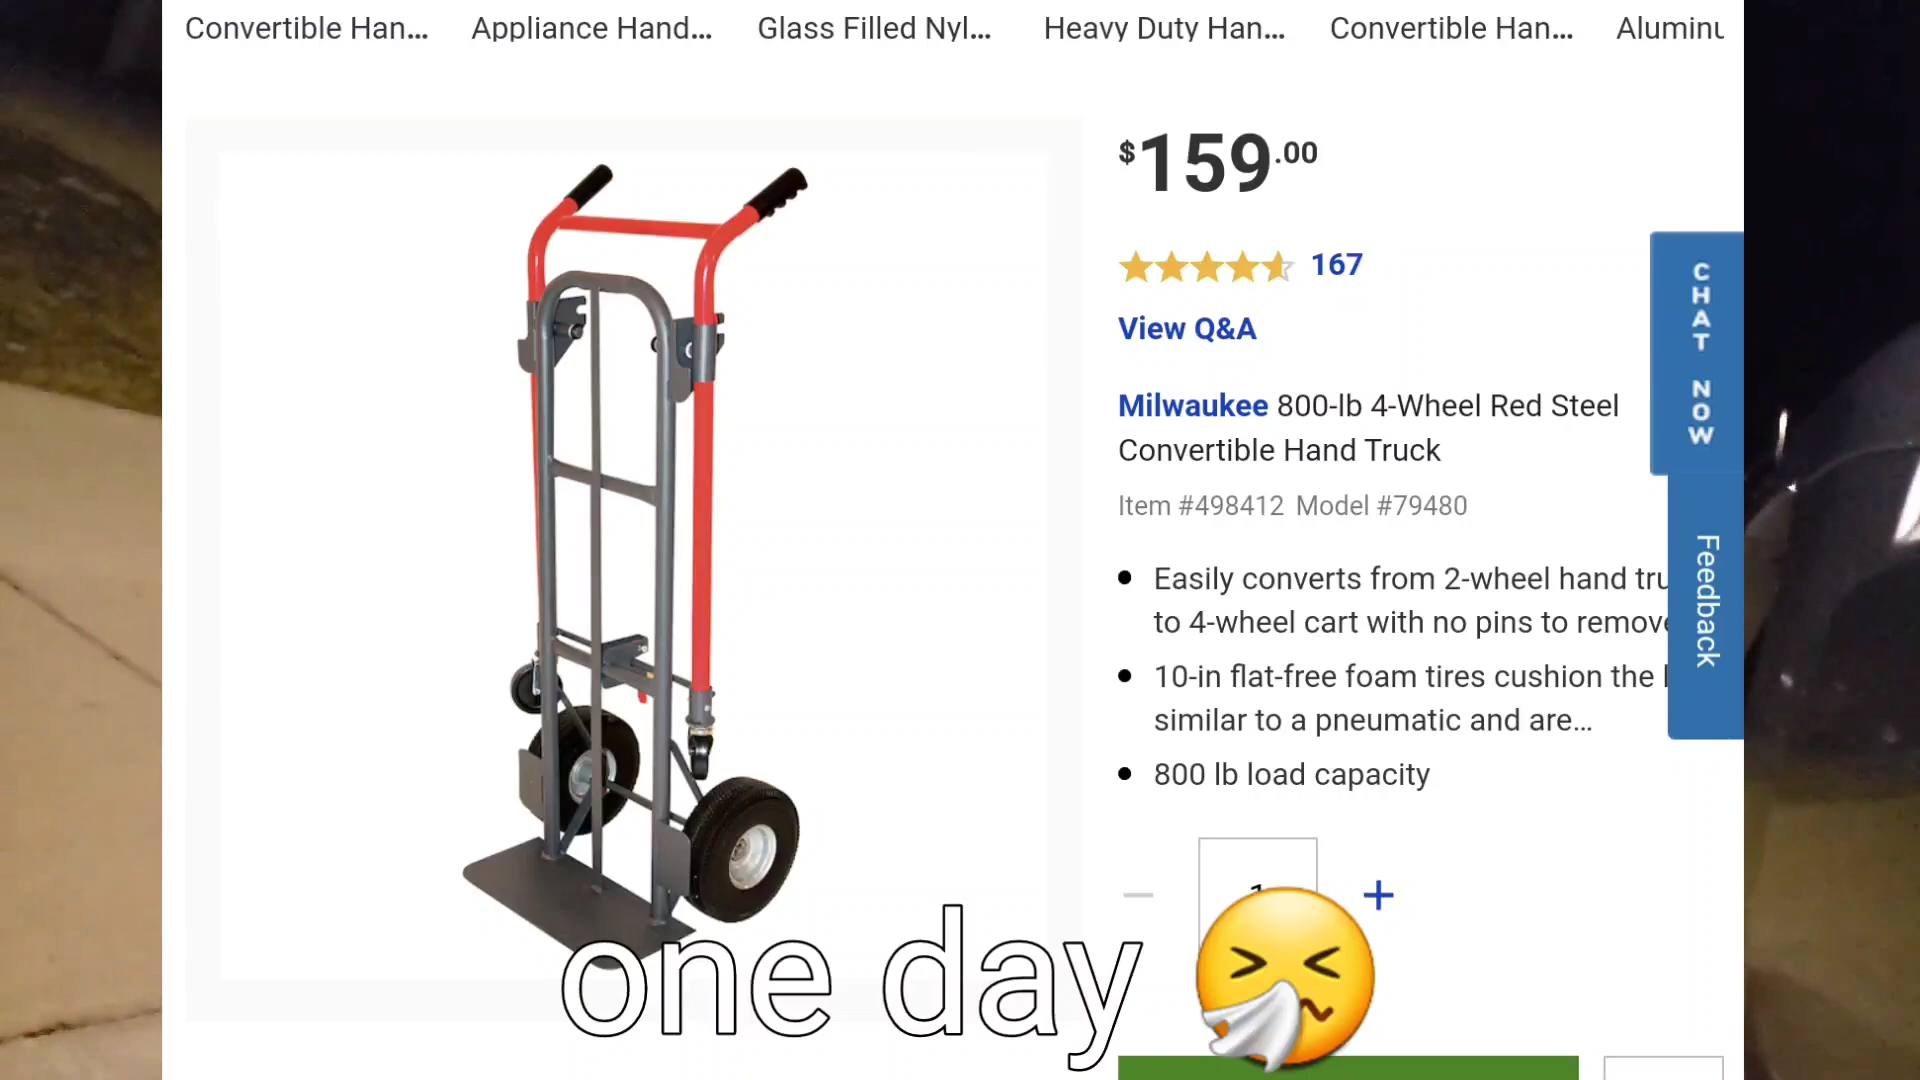 Convertible Han...
Appliance Hand...
Glass Filled Nyl...
Heavy Duty Han...
Convertible Han...
Aluminu
$159.00
167
View Q&A
Milwaukee 800-lb 4-Wheel Red Steel
Convertible Hand Truck
Item #498412 Model #79480
Easily converts from 2-wheel hand tru
to 4-wheel cart with no pins to remove
10-in flat-free foam tires cushion the
similar to a pneumatic and are...
800 lb load capacity
CHAT NOW
Feedback
one day